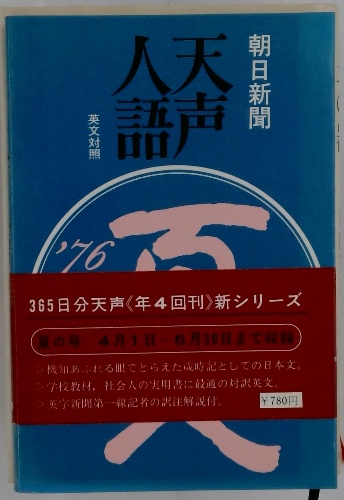 朝日新聞
天声
人語
英文対照
'76
夏
365日分天声《年4回刊》新シリーズ
夏の号 4月1日−6月30日まで収録
>機知あふれる眼でとらえた歳時記としての日本文。
>学校教材，社会人の実用書に最適の対訳英文。
>英字新聞第一線記者の訳注解説付。
￥780円